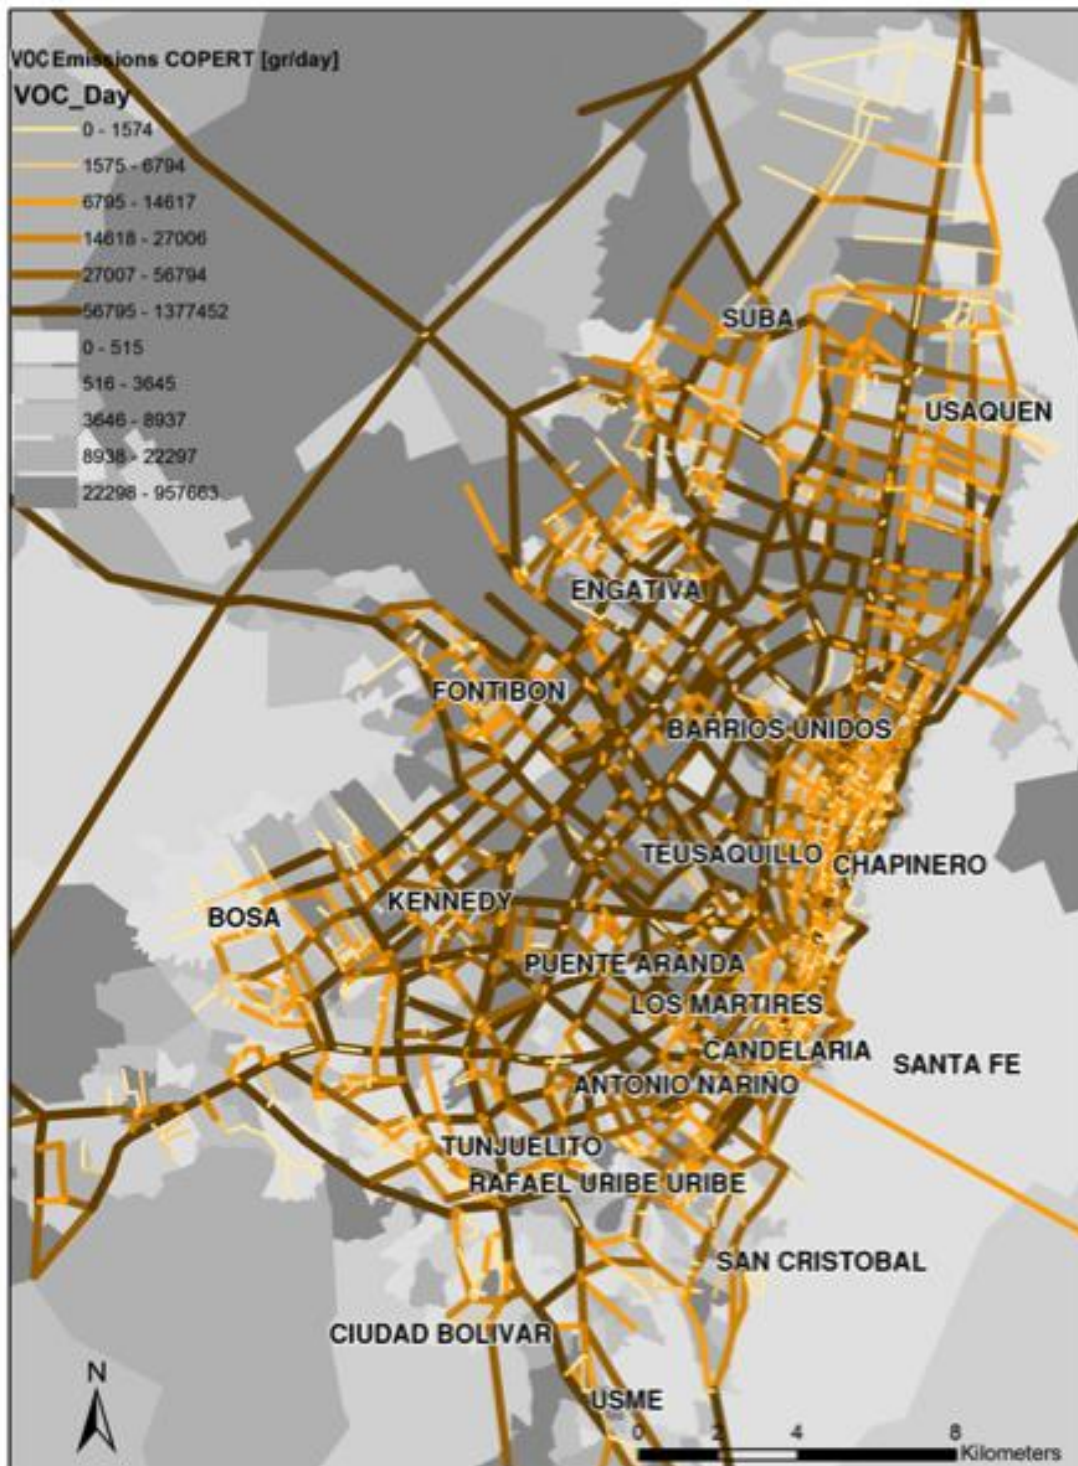 VOC Emissions COPERT [gr/day]
VOC_Day
0 - 1574
1575 - 6794
6795 - 14617
14618 - 27006
27007 - 56794
56795 - 1377452
0 - 515
516 - 3645
3646 - 8937
8938 - 22297
22298 - 957663
SUBA
USAQUEN
ENGATIVA
FONTIBON
BARRIOS UNIDOS
TEUSAQUILLO
CHAPINERO
KENNEDY
BOSA
PUENTE ARANDA
LOS MARTIRES
CANDELARIA
SANTA FE
ANTONIO NARIÑO
TUNJUELITO
RAFAEL URIBE URIBE
SAN CRISTOBAL
CIUDAD BOLIVAR
USME
N
0 2 4 8
Kilometers